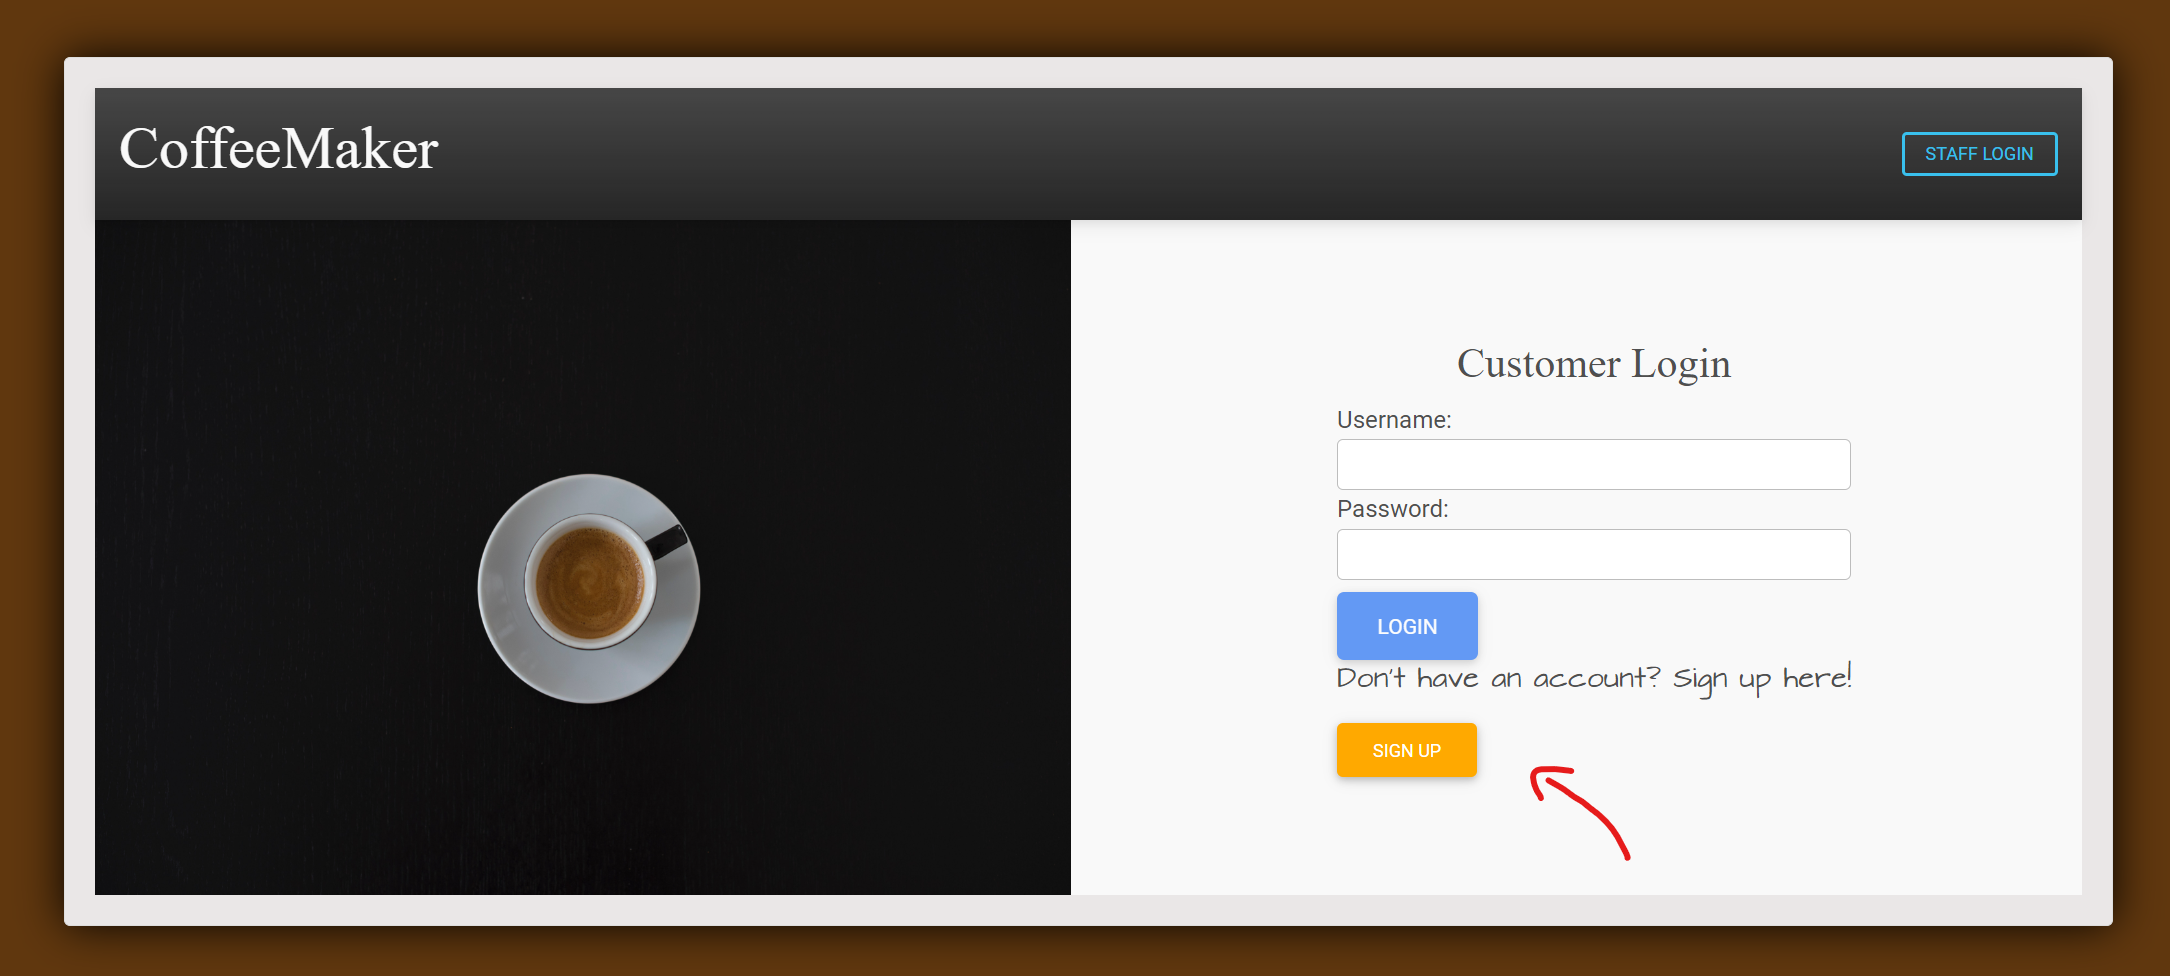 CoffeeMaker
STAFF LOGIN
Customer Login
Username:
Password:
LOGIN
Don't have an account? Sign up here!
SIGN UP